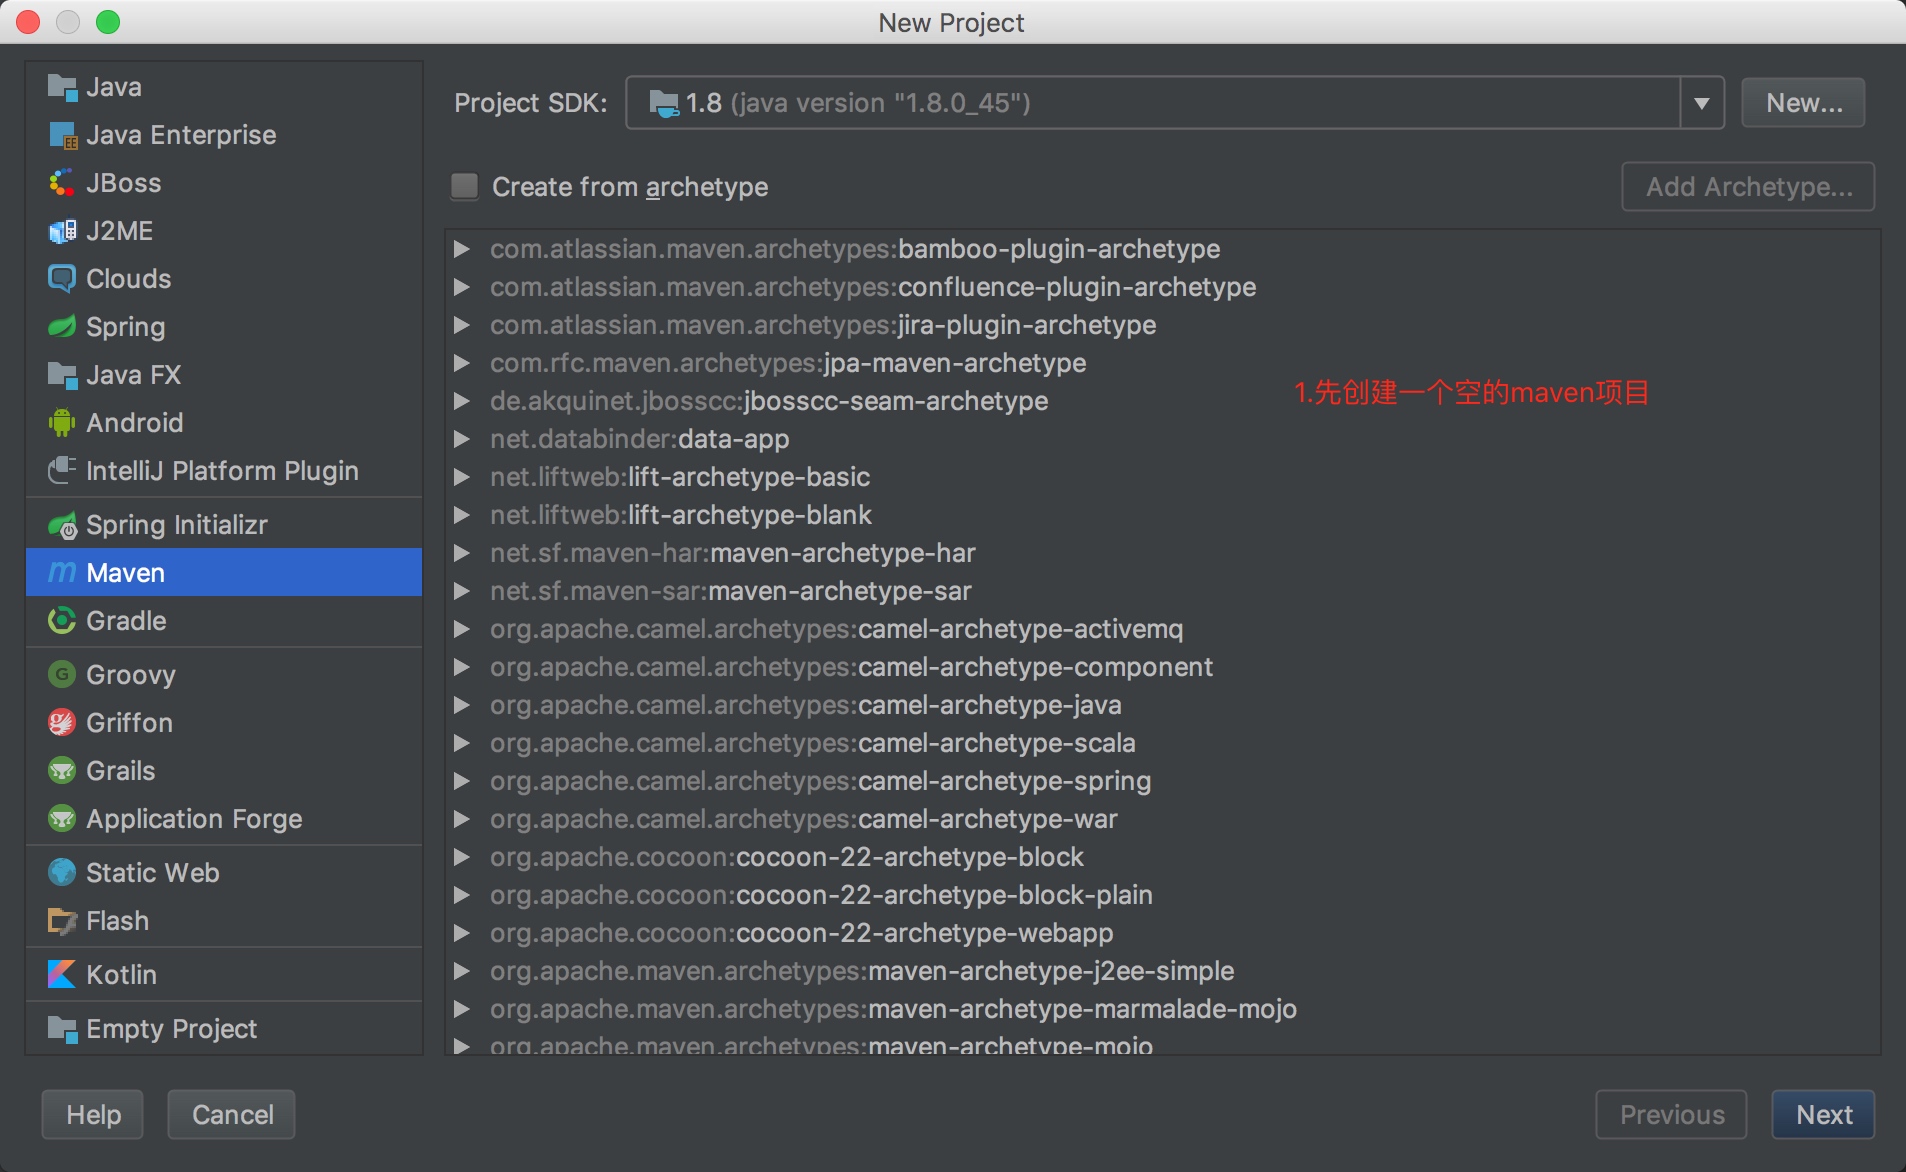 New Project
Java
Java Enterprise
JBoss
J2ME
Clouds
Spring
Java FX
Android
IntelliJ Platform Plugin
Spring Initializr
Maven
Gradle
Groovy
Griffon
Grails
Application Forge
Static Web
Flash
Kotlin
Empty Project
Project SDK: 1.8 (java version "1.8.0_45") New...
Create from archetype Add Archetype...
com.atlassian.maven.archetypes:bamboo-plugin-archetype
com.atlassian.maven.archetypes:confluence-plugin-archetype
com.atlassian.maven.archetypes:jira-plugin-archetype
com.rfc.maven.archetypes:jpa-maven-archetype
de.akquinet.jbosscc:jbosscc-seam-archetype
net.databinder:data-app
net.liftweb:lift-archetype-basic
net.liftweb:lift-archetype-blank
net.sf.maven-har:maven-archetype-har
net.sf.maven-sar:maven-archetype-sar
org.apache.camel.archetypes:camel-archetype-activemq
org.apache.camel.archetypes:camel-archetype-component
org.apache.camel.archetypes:camel-archetype-java
org.apache.camel.archetypes:camel-archetype-scala
org.apache.camel.archetypes:camel-archetype-spring
org.apache.camel.archetypes:camel-archetype-war
org.apache.cocoon:cocoon-22-archetype-block
org.apache.cocoon:cocoon-22-archetype-block-plain
org.apache.cocoon:cocoon-22-archetype-webapp
org.apache.maven.archetypes:maven-archetype-j2ee-simple
org.apache.maven.archetypes:maven-archetype-marmalade-mojo
org.apache.maven.archetypes:maven-archetype-mojo
1.先创建一个空的maven项目
Help Cancel Previous Next